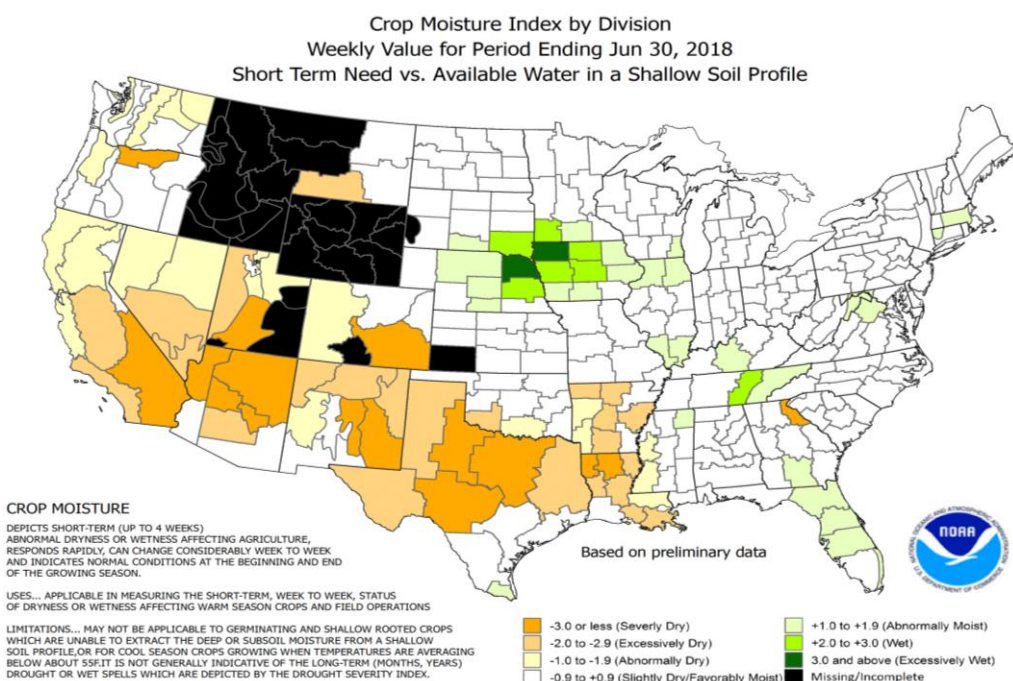 Crop Moisture Index by Division
Weekly Value for Period Ending Jun 30, 2018
Short Term Need vs. Available Water in a Shallow Soil Profile
CROP MOISTURE
DEPICTS SHORT-TERM (UP TO 4 WEEKS)
ABNORMAL DRYNESS OR WETNESS AFFECTING AGRICULTURE,
RESPONDS RAPIDLY, CAN CHANGE CONSIDERABLY WEEK TO WEEK
AND INDICATES NORMAL CONDITIONS AT THE BEGINNING AND END
OF THE GROWING SEASON.
USES... APPLICABLE IN MEASURING THE SHORT-TERM, WEEK TO WEEK, STATUS
OF DRYNESS OR WETNESS AFFECTING WARM SEASON CROPS AND FIELD OPERATIONS
LIMITATIONS... MAY NOT BE APPLICABLE TO GERMINATING AND SHALLOW ROOTED CROPS
WHICH ARE UNABLE TO EXTRACT THE DEEP OR SUBSOIL MOISTURE FROM A SHALLOW
SOIL PROFILE,OR FOR COOL SEASON CROPS GROWING WHEN TEMPERATURES ARE AVERAGING
BELOW ABOUT 55F.IT IS NOT GENERALLY INDICATIVE OF THE LONG-TERM (MONTHS, YEARS)
DROUGHT OR WET SPELLS WHICH ARE DEPICTED BY THE DROUGHT SEVERITY INDEX.
Based on preliminary data
NATIONAL OCEANIC AND ATMOSPHERIC ADMINISTRATION
NOAA
U.S. DEPARTMENT OF COMMERCE
-3.0 or less (Severly Dry)
-2.0 to -2.9 (Excessively Dry)
-1.0 to -1.9 (Abnormally Dry)
-0.9 to +0.9 (Slightly Dry/Favorably Moist)
+1.0 to +1.9 (Abnormally Moist)
+2.0 to +3.0 (Wet)
3.0 and above (Excessively Wet)
Missing/Incomplete